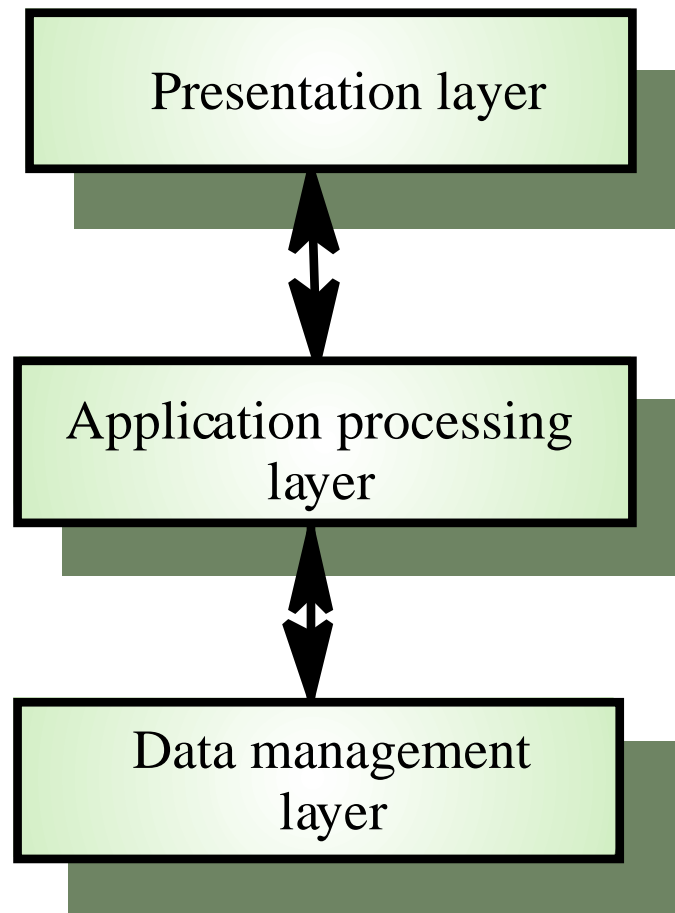 Presentation layer
Application processing
layer
Data management
layer